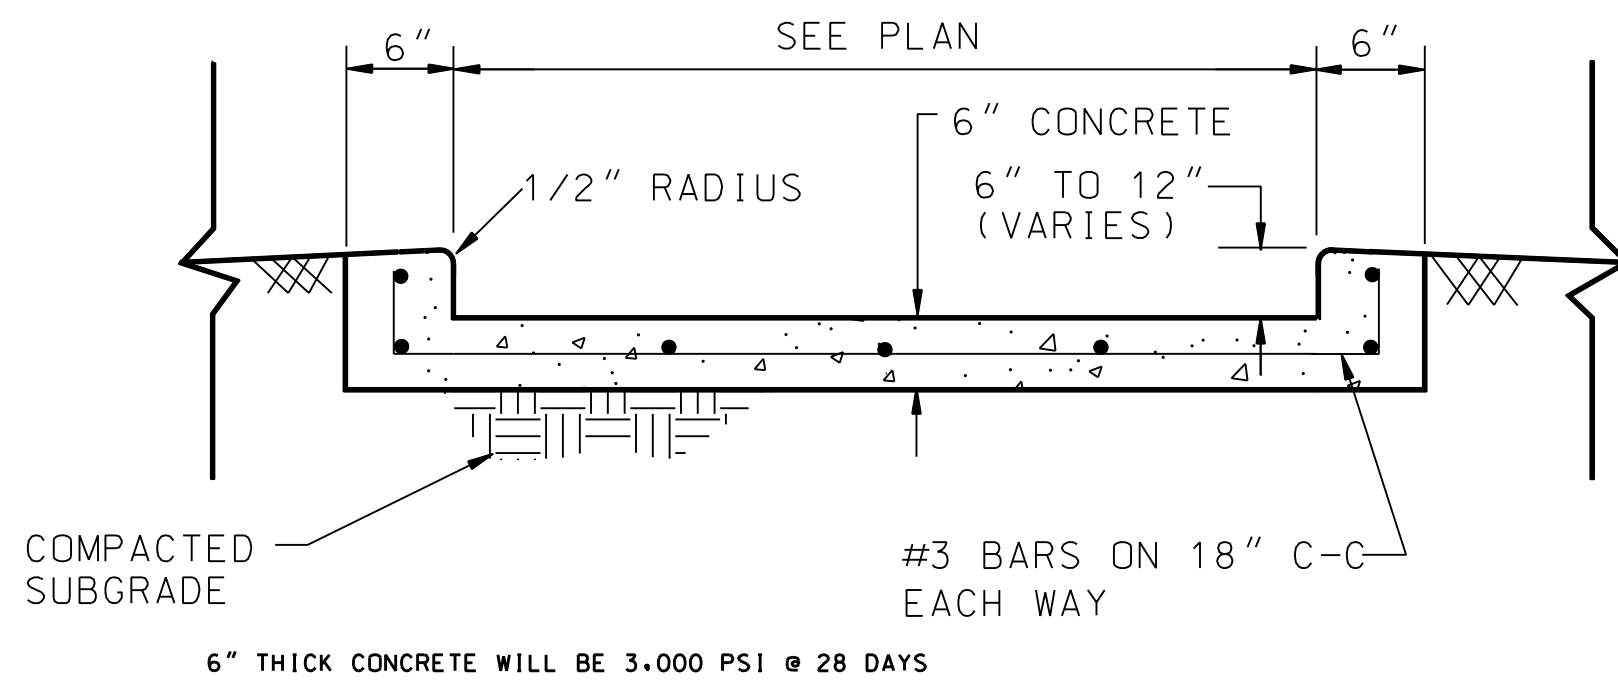 6" SEE PLAN 6"
6" CONCRETE
1/2" RADIUS
6" TO 12"
(VARIES)
COMPACTED
SUBGRADE
#3 BARS ON 18" C-C
EACH WAY
6" THICK CONCRETE WILL BE 3,000 PSI @ 28 DAYS